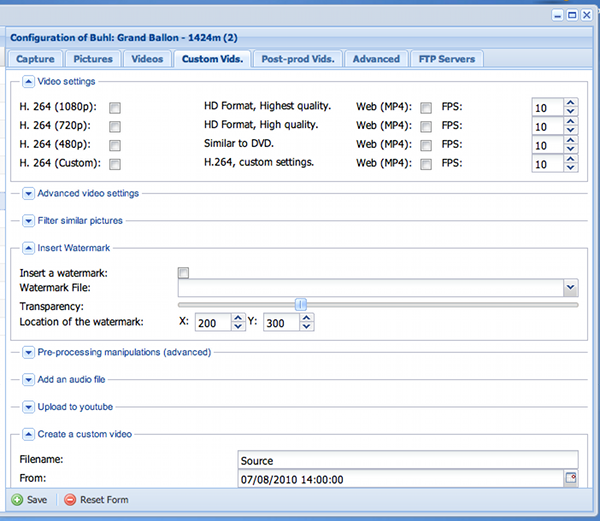 Configuration of Buhl: Grand Ballon - 1424m (2)
Capture Pictures Videos Custom Vids. Post-prod Vids. Advanced FTP Servers
Video settings
H. 264 (1080p): HD Format, Highest quality. Web (MP4): FPS: 10
H. 264 (720p): HD Format, High quality. Web (MP4): FPS: 10
H. 264 (480p): Similar to DVD. Web (MP4): FPS: 10
H. 264 (Custom): H.264, custom settings. Web (MP4): FPS: 10
Advanced video settings
Filter similar pictures
Insert Watermark
Insert a watermark:
Watermark File:
Transparency:
Location of the watermark: X: 200 Y: 300
Pre-processing manipulations (advanced)
Add an audio file
Upload to youtube
Create a custom video
Filename: Source
From: 07/08/2010 14:00:00
Save Reset Form